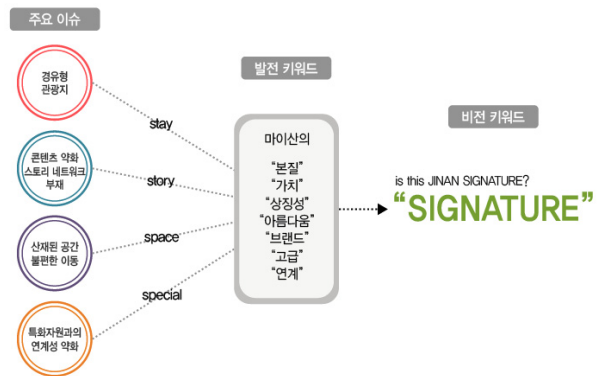 주요 이슈
발전 키워드
비전 키워드
경유형
관광지
stay
콘텐츠 약화
스토리 네트워크
부재
story
산재된 공간
불편한 이동
space
특화자원과의
연계성 약화
special
마이산의
“본질”
“가치”
“상징성”
“아름다움”
“브랜드”
“고급”
“연계”
is this JINAN SIGNATURE?
“SIGNATURE”